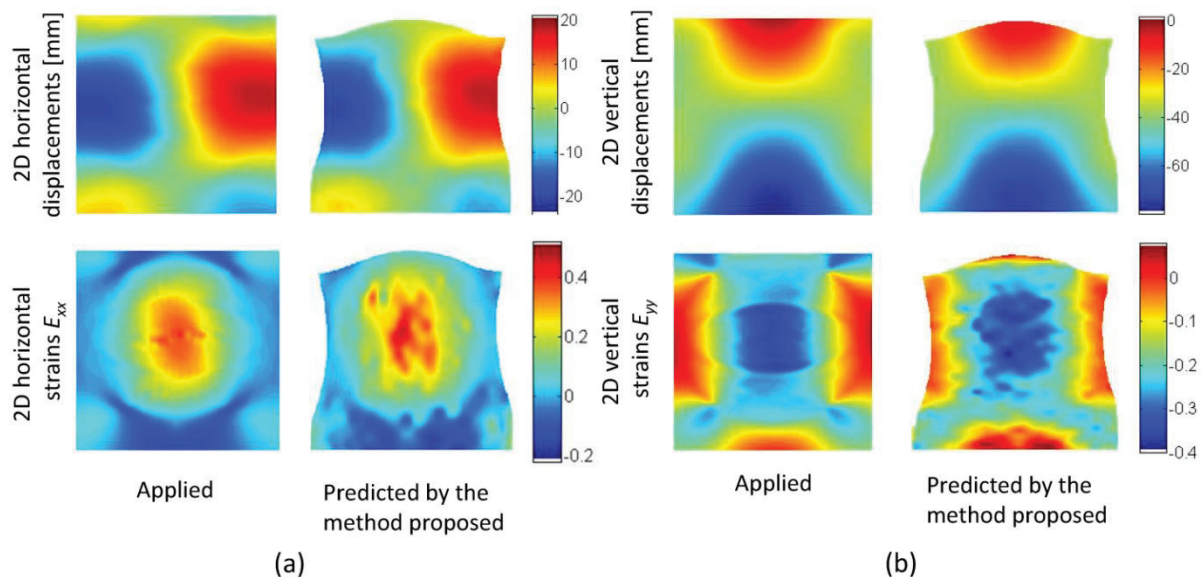 2D horizontal
displacements [mm]
20
10
0
-10
-20
2D horizontal
strains Exx
0.4
0.2
0
-0.2
Applied
Predicted by the
method proposed
(a)
2D vertical
displacements [mm]
0
-20
-40
-60
2D vertical
strains Eyy
0
-0.1
-0.2
-0.3
-0.4
Applied
Predicted by the
method proposed
(b)